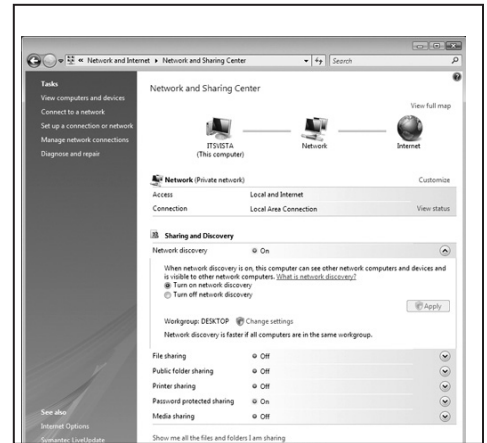 Network and Internet Network and Sharing Center Search
Tasks
View computers and devices
Connect to a network
Set up a connection or network
Manage network connections
Diagnose and repair
See also
Internet Options
Symantec LiveUpdate
Network and Sharing Center
View full map
ITSVISTA
(This computer)
Network
Internet
Network (Private network) Customize
Access Local and Internet
Connection Local Area Connection View status
Sharing and Discovery
Network discovery On
When network discovery is on, this computer can see other network computers and devices and
is visible to other network computers. What is network discovery?
Turn on network discovery
Turn off network discovery
Apply
Workgroup: DESKTOP Change settings
Network discovery is faster if all computers are in the same workgroup.
File sharing Off
Public folder sharing Off
Printer sharing Off
Password protected sharing On
Media sharing Off
Show me all the files and folders I am sharing